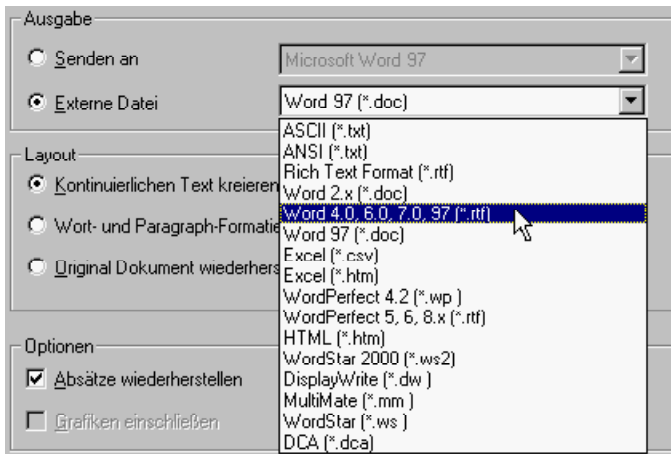 Ausgabe
Senden an
Microsoft Word 97
Externe Datei
Word 97 (*.doc)
ASCII (*.txt)
ANSI (*.txt)
Rich Text Format (*.rtf)
Word 2.x (*.doc)
Word 4.0, 6.0, 7.0, 97 (*.rtf)
Word 97 (*.doc)
Excel (*.csv)
Excel (*.htm)
WordPerfect 4.2 (*.wp )
WordPerfect 5, 6, 8.x (*.rtf)
HTML (*.htm)
WordStar 2000 (*.ws2)
DisplayWrite (*.dw )
MultiMate (*.mm )
WordStar (*.ws )
DCA (*.dca)
Layout
Kontinuierlichen Text kreieren
Wort- und Paragraph-Formatie
Original Dokument wiederhers
Optionen
Absätze wiederherstellen
Grafiken einschließen